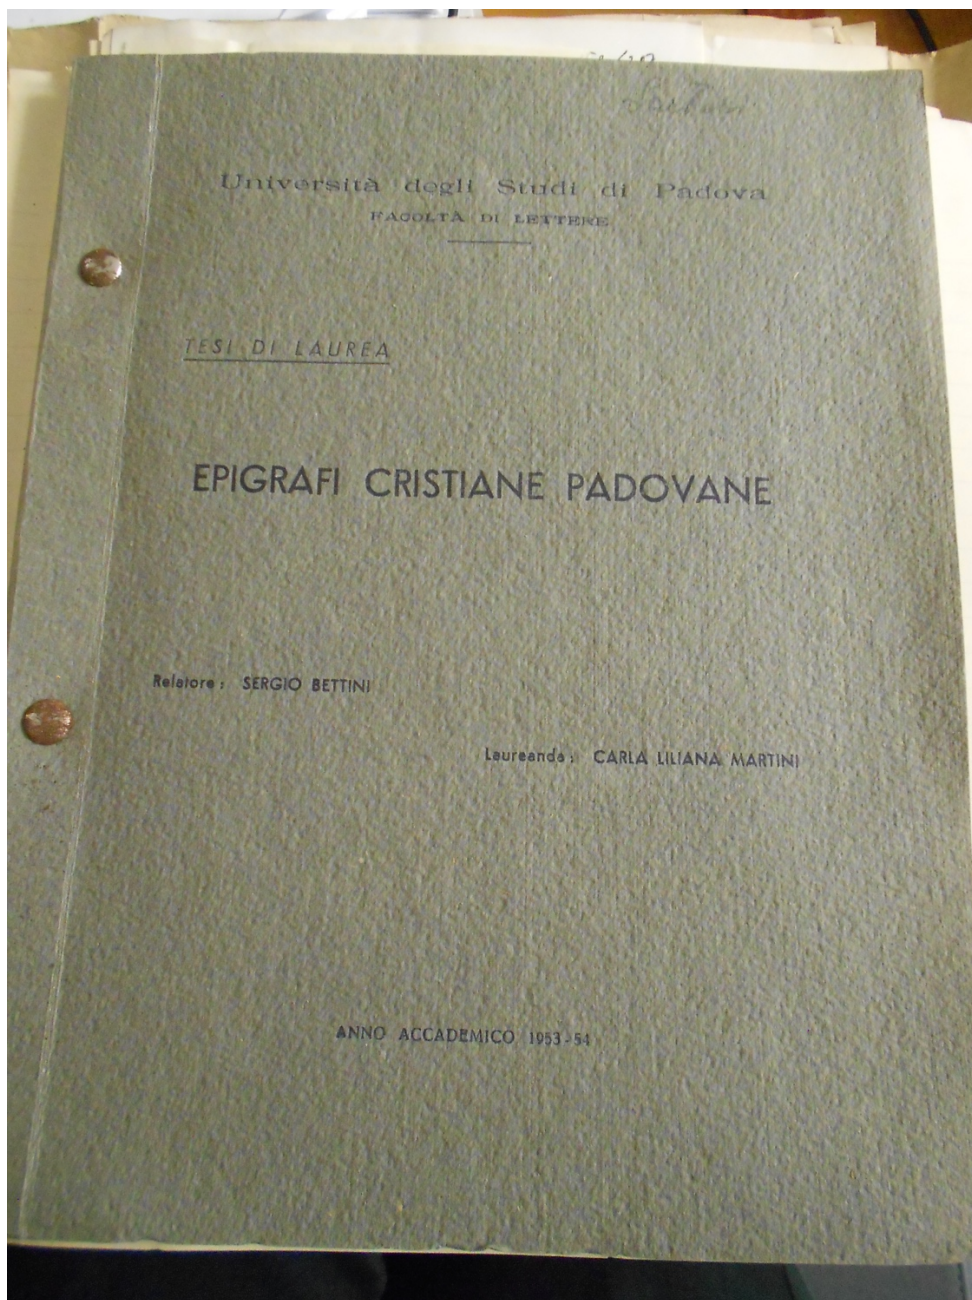 Università degli Studi di Padova
FACOLTÀ DI LETTERE
TESI DI LAUREA
EPIGRAFI CRISTIANE PADOVANE
Relatore: SERGIO BETTINI
Laureanda: CARLA LILIANA MARTINI
ANNO ACCADEMICO 1953-54